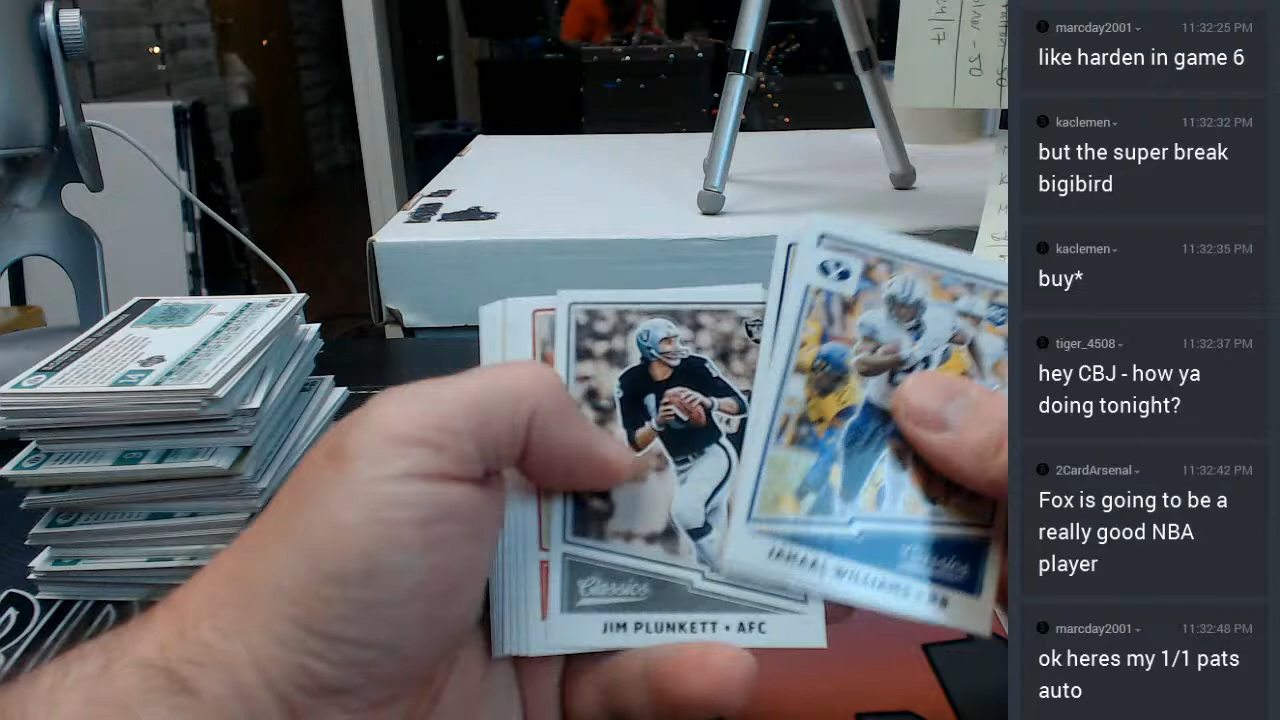 marcday2001
11:32:25 PM
like harden in game 6
kaclemen
11:32:32 PM
but the super break
bigibird
kaclemen
11:32:35 PM
buy*
tiger_4508
11:32:37 PM
hey CBJ - how ya
doing tonight?
2CardArsenal
11:32:42 PM
Fox is going to be a
really good NBA
player
marcday2001
11:32:48 PM
ok heres my 1/1 pats
auto
Classics
JIM PLUNKETT • AFC
Classics
JAMAAL WILLIAMS • RB